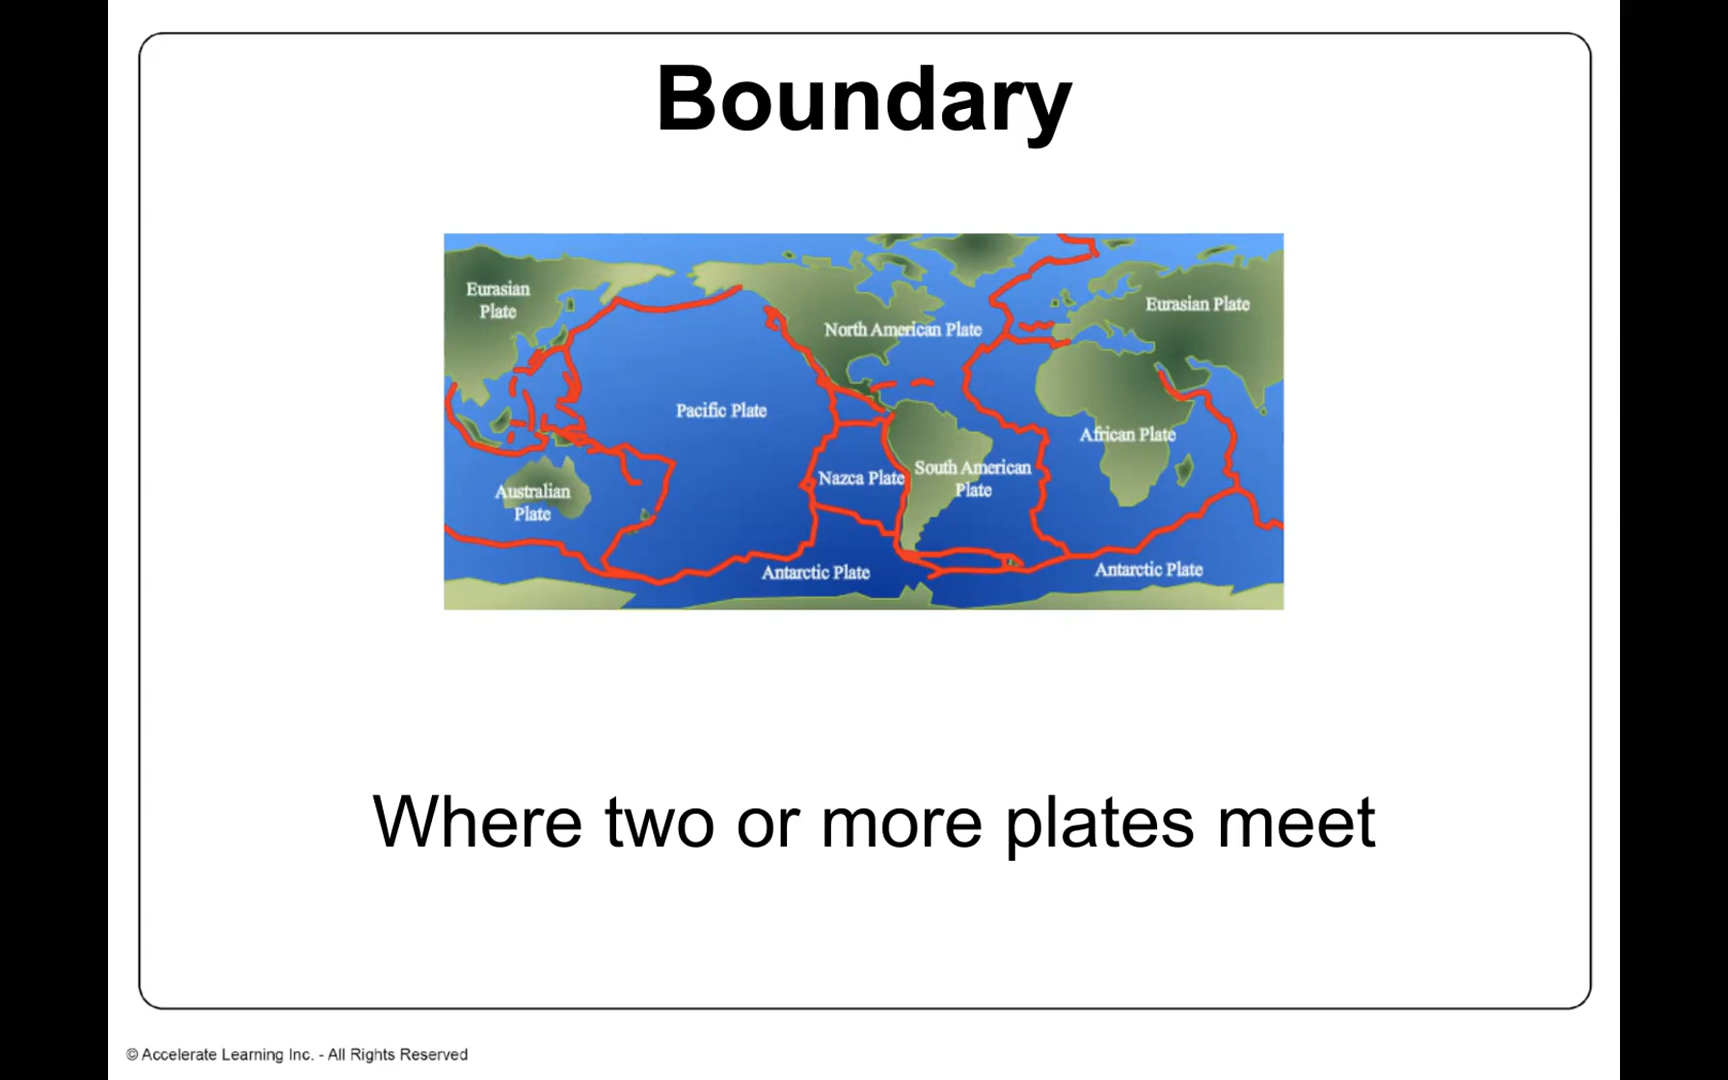 Boundary
Eurasian
Plate
Eurasian Plate
North American Plate
Pacific Plate
African Plate
Nazca Plate
South American
Plate
Australian
Plate
Antarctic Plate
Antarctic Plate
Where two or more plates meet
© Accelerate Learning Inc. - All Rights Reserved